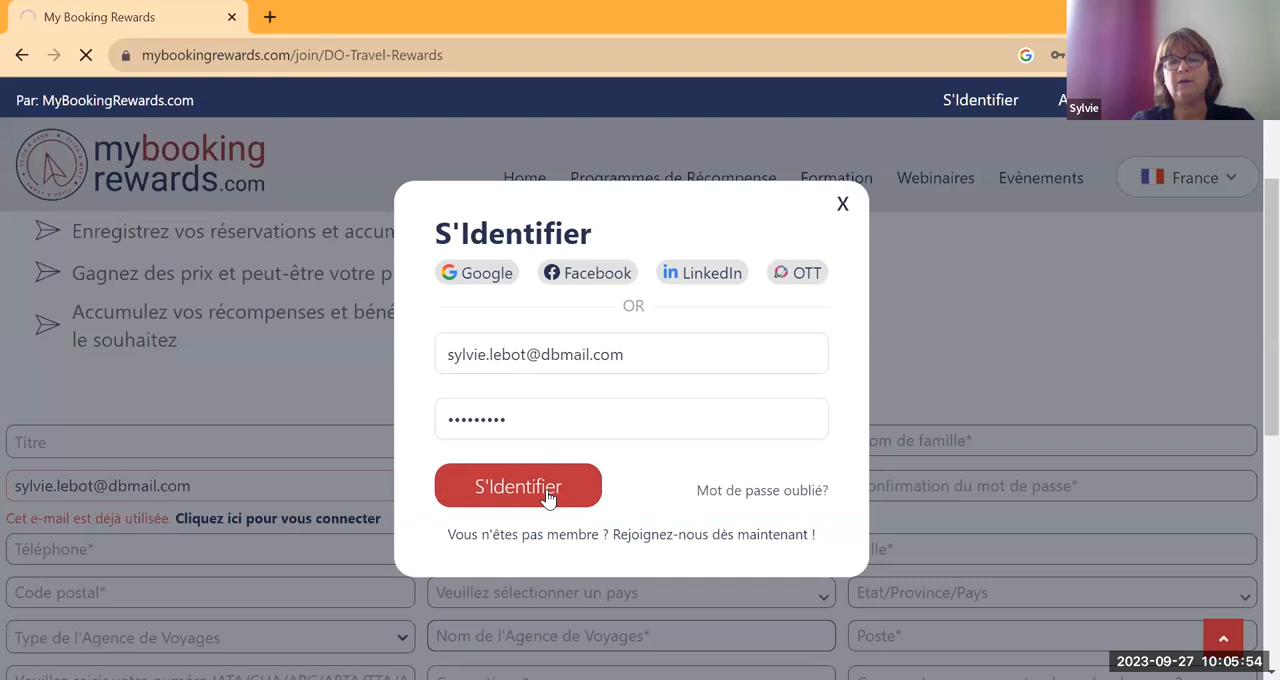 My Booking Rewards
mybookingrewards.com/join/DO-Travel-Rewards
Par: MyBookingRewards.com
S'Identifier
Sylvie
mybooking
rewards.com
Home
Programmes de Récompense
Formation
Webinaires
Evènements
France
Enregistrez vos réservations et accun
Gagnez des prix et peut-être votre p
Accumulez vos récompenses et béné
le souhaitez
X
S'Identifier
Google
Facebook
LinkedIn
OTT
OR
sylvie.lebot@dbmail.com
•••••••••
S'Identifier
Mot de passe oublié?
Vous n'êtes pas membre ? Rejoignez-nous dès maintenant !
Titre
om de famille*
sylvie.lebot@dbmail.com
onfirmation du mot de passe*
Cet e-mail est déjà utilisée. Cliquez ici pour vous connecter
Téléphone*
lle*
Code postal*
Veuillez sélectionner un pays
Etat/Province/Pays
Type de l'Agence de Voyages
Nom de l'Agence de Voyages*
Poste*
2023-09-27 10:05:54